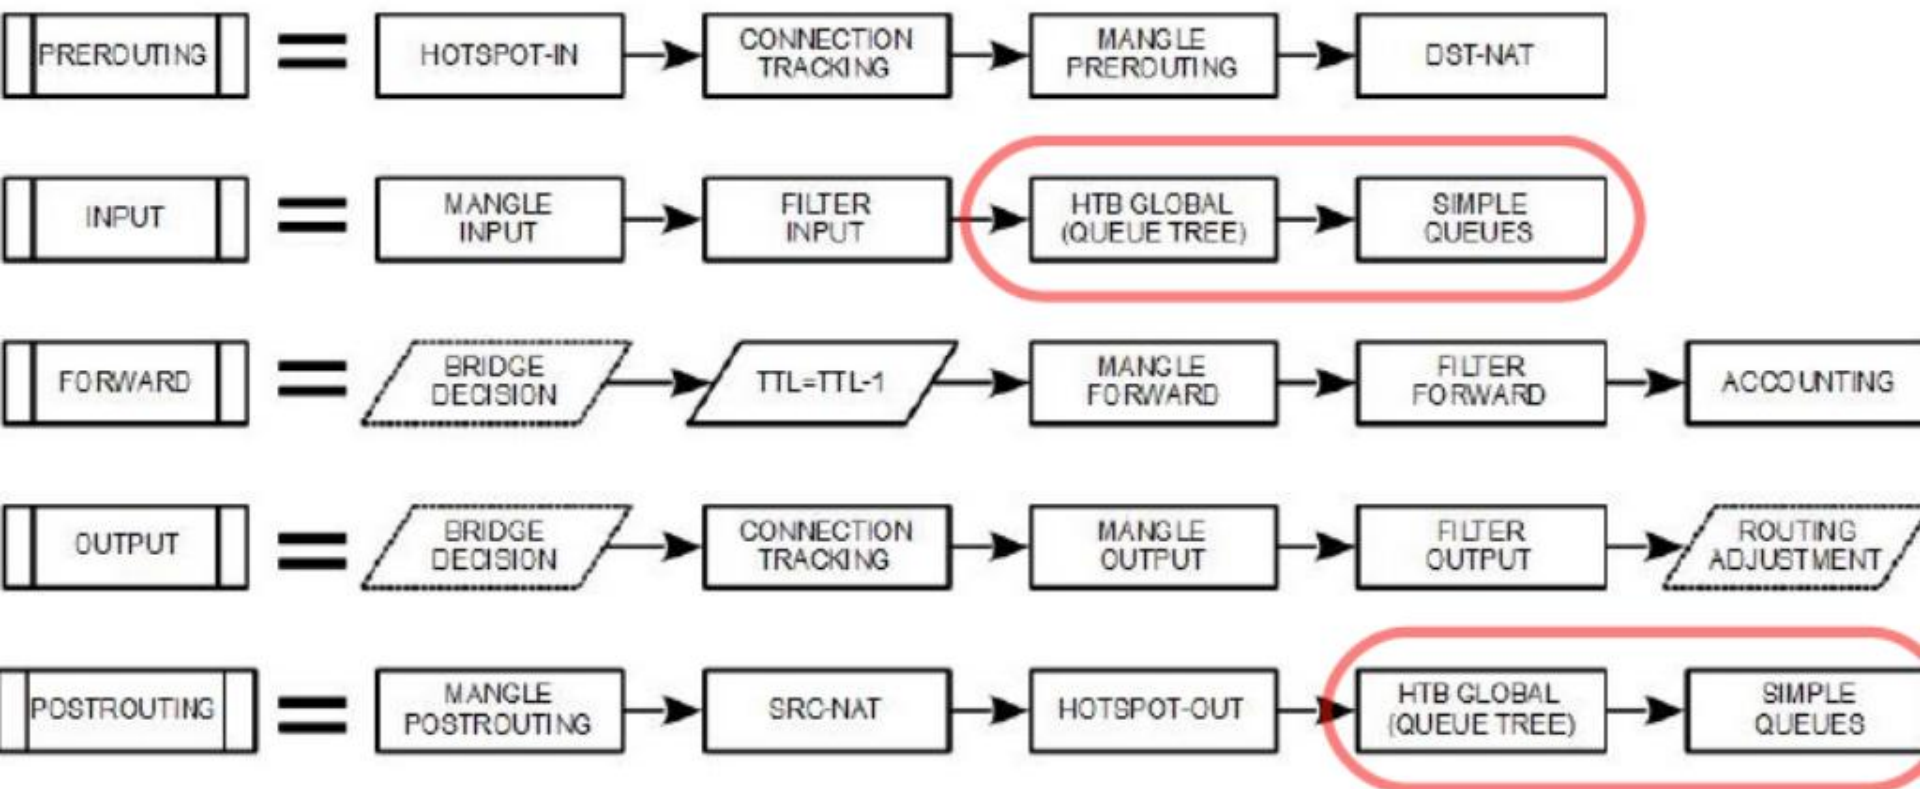 PREROUTING = HOTSPOT-IN CONNECTION TRACKING MANGLE PREROUTING DST-NAT
INPUT = MANGLE INPUT FILTER INPUT HTB GLOBAL (QUEUE TREE) SIMPLE QUEUES
FORWARD = BRIDGE DECISION TTL=TTL-1 MANGLE FORWARD FILTER FORWARD ACCOUNTING
OUTPUT = BRIDGE DECISION CONNECTION TRACKING MANGLE OUTPUT FILTER OUTPUT ROUTING ADJUSTMENT
POSTROUTING = MANGLE POSTROUTING SRC-NAT HOTSPOT-OUT HTB GLOBAL (QUEUE TREE) SIMPLE QUEUES